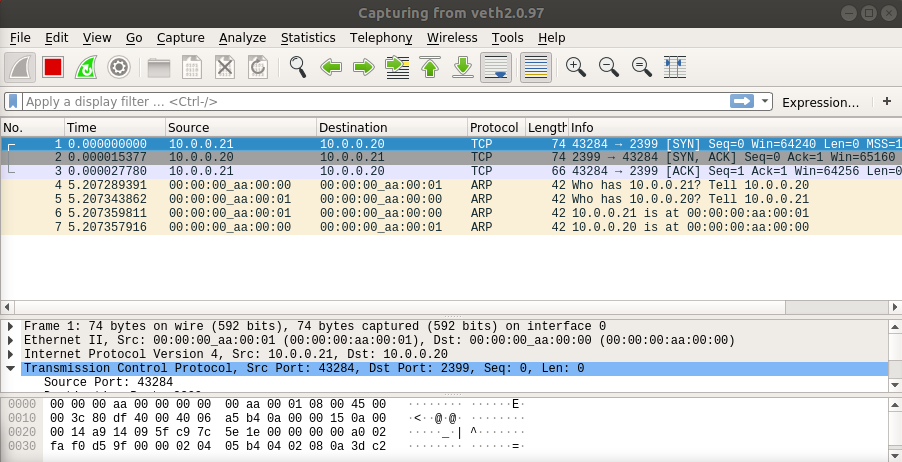 Capturing from veth2.0.97
File Edit View Go Capture Analyze Statistics Telephony Wireless Tools Help
Apply a display filter ... <Ctrl-/> Expression... +
No. Time Source Destination Protocol Length Info
1 0.000000000 10.0.0.21 10.0.0.20 TCP 74 43284 → 2399 [SYN] Seq=0 Win=64240 Len=0 MSS=1
2 0.000015377 10.0.0.20 10.0.0.21 TCP 74 2399 → 43284 [SYN, ACK] Seq=0 Ack=1 Win=65160
3 0.000027780 10.0.0.21 10.0.0.20 TCP 66 43284 → 2399 [ACK] Seq=1 Ack=1 Win=64256 Len=0
4 5.207289391 00:00:00_aa:00:00 00:00:00_aa:00:01 ARP 42 Who has 10.0.0.21? Tell 10.0.0.20
5 5.207343862 00:00:00_aa:00:01 00:00:00_aa:00:00 ARP 42 Who has 10.0.0.20? Tell 10.0.0.21
6 5.207359811 00:00:00_aa:00:01 00:00:00_aa:00:00 ARP 42 10.0.0.21 is at 00:00:00:aa:00:01
7 5.207357916 00:00:00_aa:00:00 00:00:00_aa:00:01 ARP 42 10.0.0.20 is at 00:00:00:aa:00:00
Frame 1: 74 bytes on wire (592 bits), 74 bytes captured (592 bits) on interface 0
Ethernet II, Src: 00:00:00_aa:00:01 (00:00:00:aa:00:01), Dst: 00:00:00_aa:00:00 (00:00:00:aa:00:00)
Internet Protocol Version 4, Src: 10.0.0.21, Dst: 10.0.0.20
Transmission Control Protocol, Src Port: 43284, Dst Port: 2399, Seq: 0, Len: 0
Source Port: 43284
0000 00 00 00 aa 00 00 00 00 00 aa 00 01 08 00 45 00 ········ ······E·
0010 00 3c 80 df 40 00 40 06 a5 b4 0a 00 00 15 0a 00 ·<··@·@· ········
0020 00 14 a9 14 09 5f c9 7c 5e 1e 00 00 00 00 a0 02 ·····_·| ^·······
0030 fa f0 d5 9f 00 00 02 04 05 b4 04 02 08 0a 3d c2 ········ ······=·